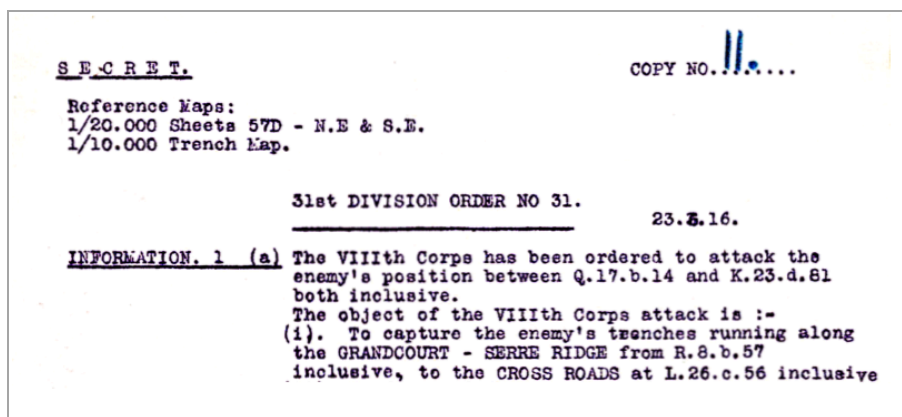 S E C R E T.
COPY NO..11......
Reference Maps:
1/20.000 Sheets 57D - N.E & S.E.
1/10.000 Trench Map.
31st DIVISION ORDER NO 31.
23.6.16.
INFORMATION. 1 (a) The VIIIth Corps has been ordered to attack the
enemy's position between Q.17.b.14 and K.23.d.81
both inclusive.
The object of the VIIIth Corps attack is :-
(i). To capture the enemy's trenches running along
the GRANDCOURT - SERRE RIDGE from R.8.b.57
inclusive, to the CROSS ROADS at L.26.c.56 inclusive